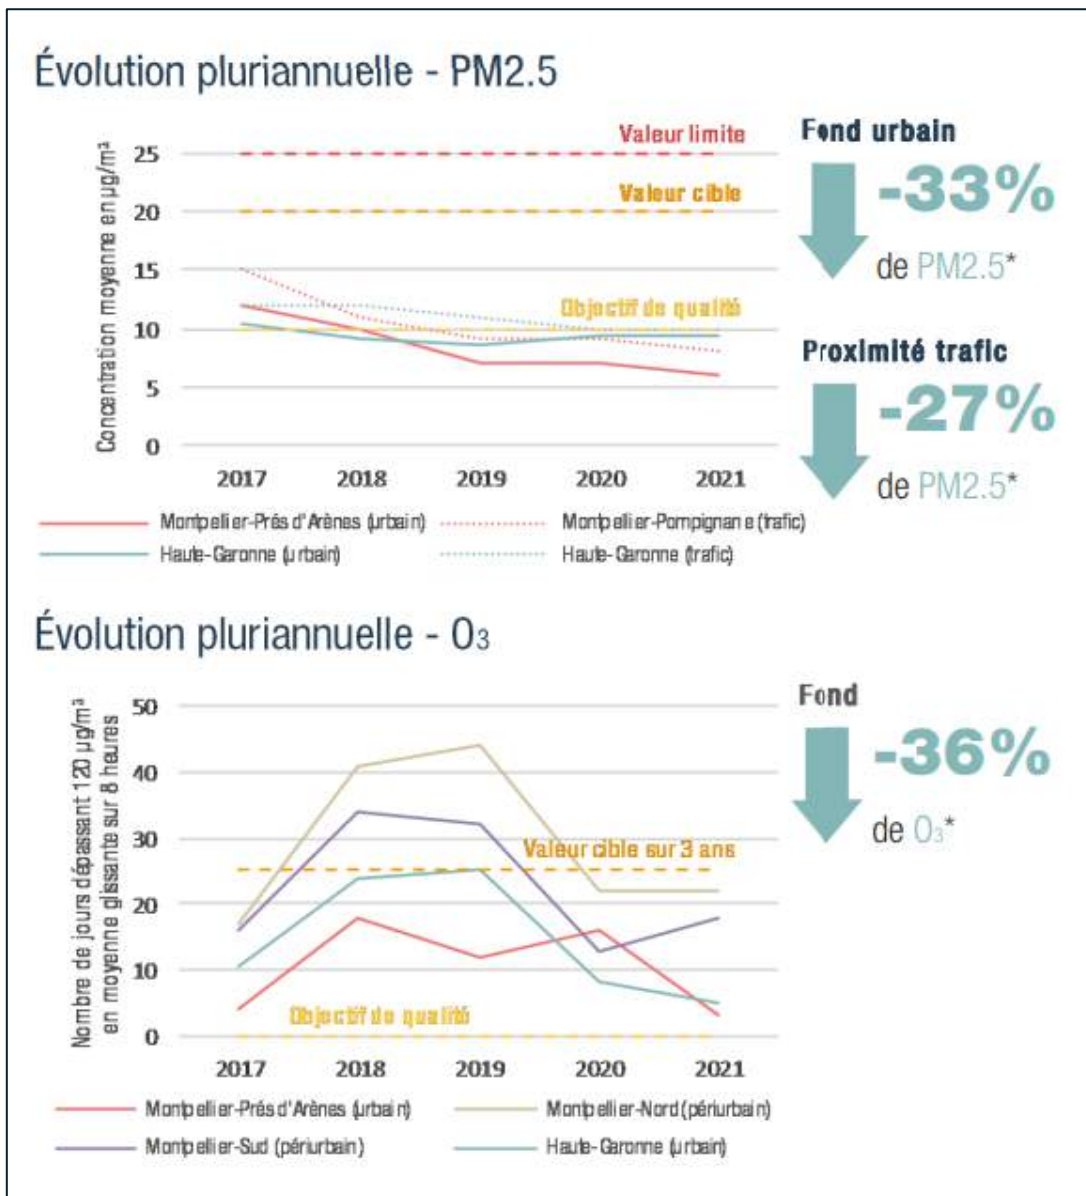 Évolution pluriannuelle - PM2.5
Concentration moyenne en µg/m³
25
20
15
10
5
0
Valeur limite
Valeur cible
Objectif de qualité
2017 2018 2019 2020 2021
Montpellier-Prés d'Arènes (urbain)
Montpellier-Pompignane (trafic)
Haute-Garonne (urbain)
Haute-Garonne (trafic)
Fond urbain
-33%
de PM2.5*
Proximité trafic
-27%
de PM2.5*
Évolution pluriannuelle - O₃
Nombre de jours dépassant 120 µg/m³
en moyenne glissante sur 8 heures
50
40
30
20
10
0
Valeur cible sur 3 ans
Objectif de qualité
2017 2018 2019 2020 2021
Montpellier-Prés d'Arènes (urbain)
Montpellier-Nord (périurbain)
Montpellier-Sud (périurbain)
Haute-Garonne (urbain)
Fond
-36%
de O₃*